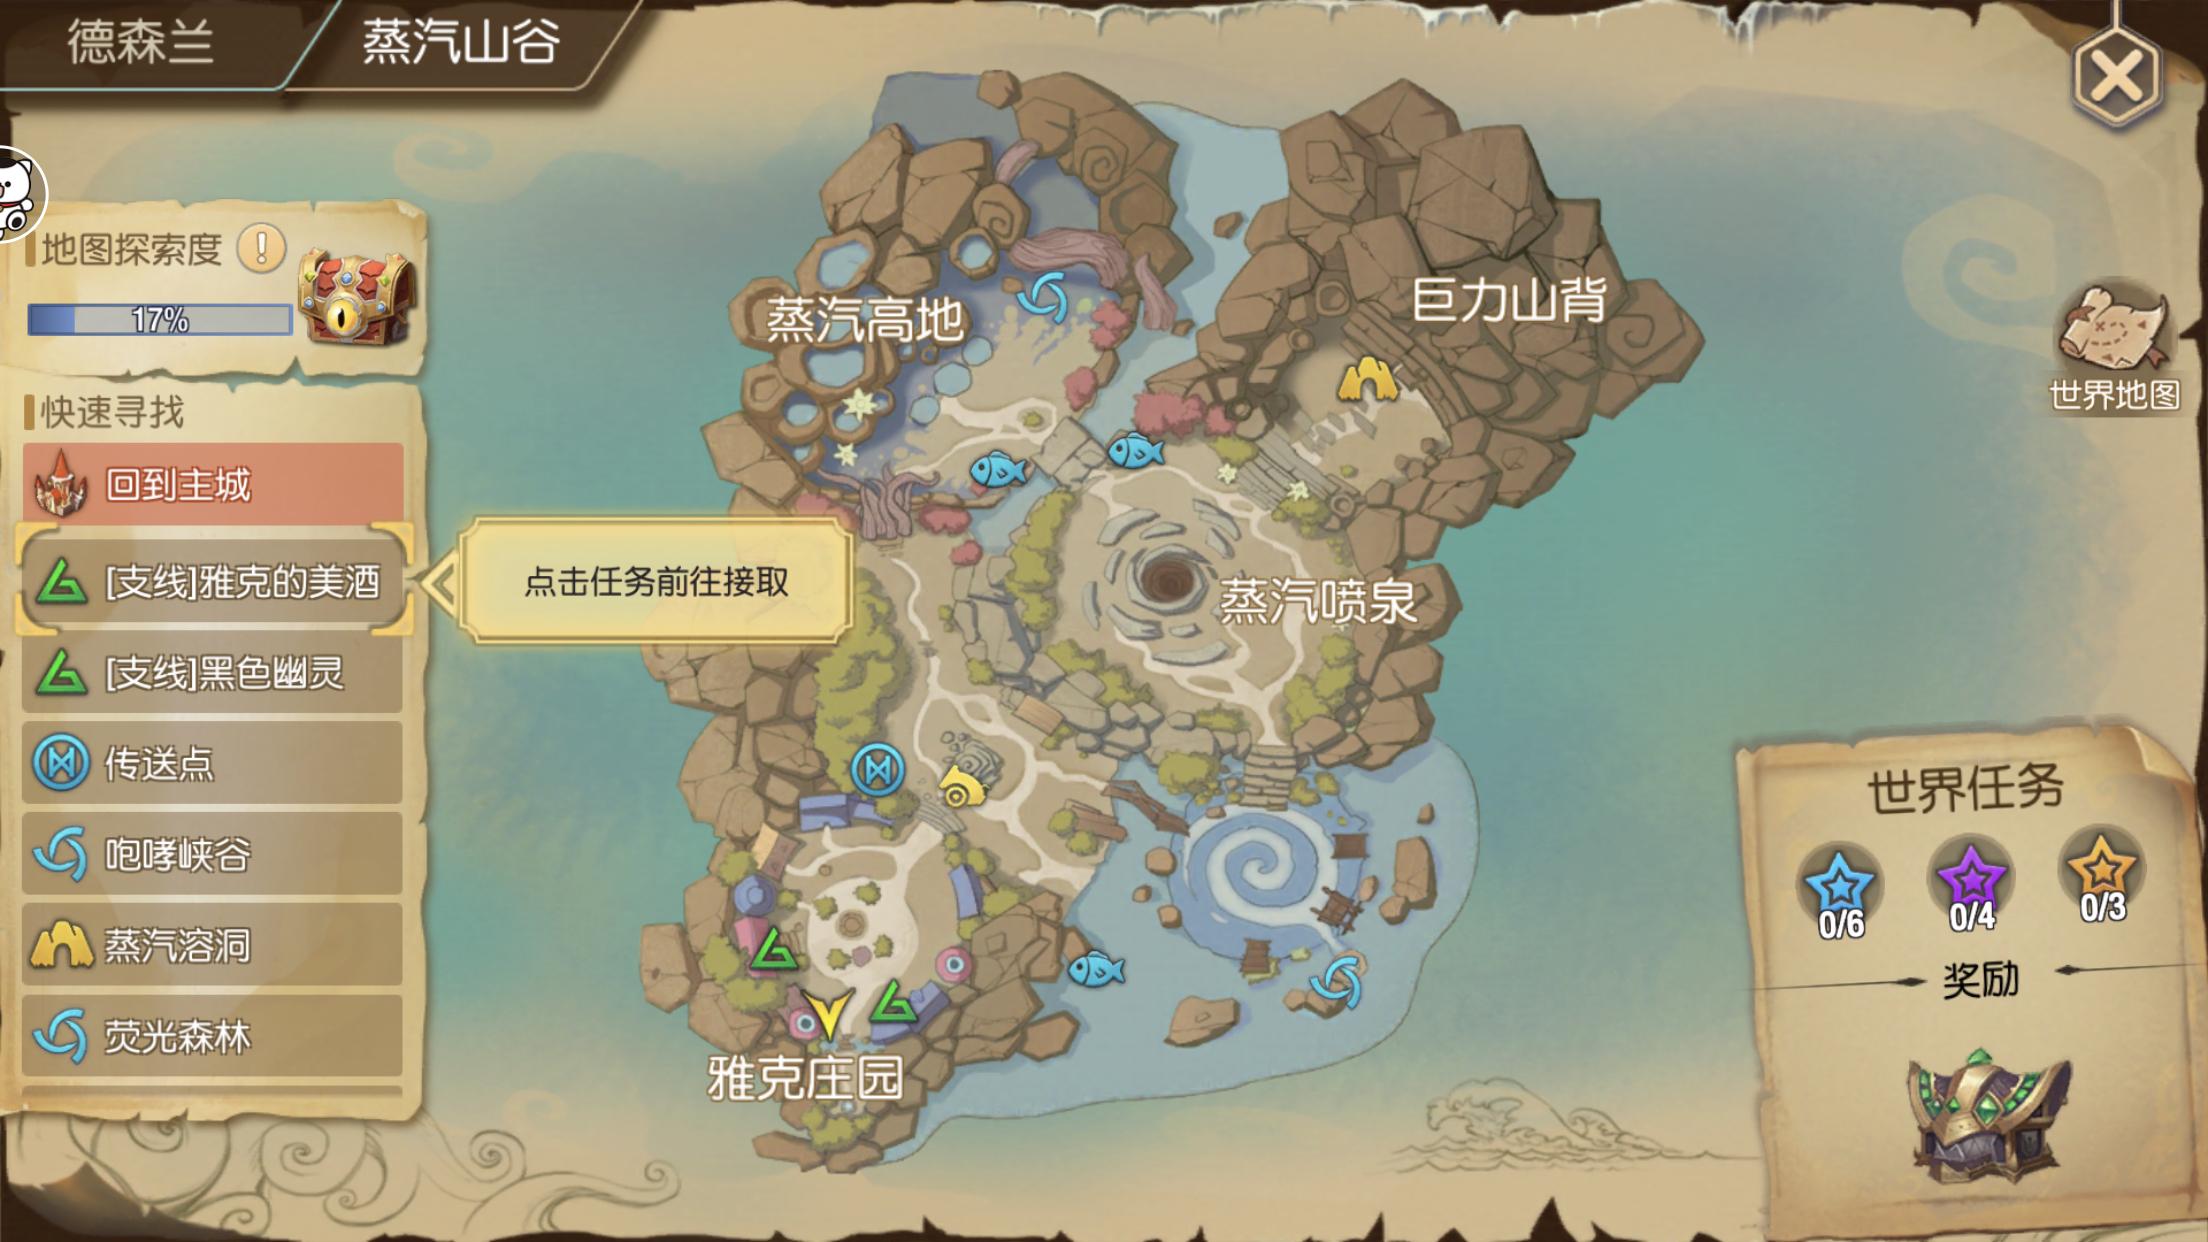 德森兰
蒸汽山谷
地图探索度
17%
快速寻找
回到主城
[支线]雅克的美酒
点击任务前往接取
[支线]黑色幽灵
传送点
咆哮峡谷
蒸汽溶洞
荧光森林
蒸汽高地
巨力山背
蒸汽喷泉
雅克庄园
世界地图
世界任务
0/6
0/4
0/3
奖励